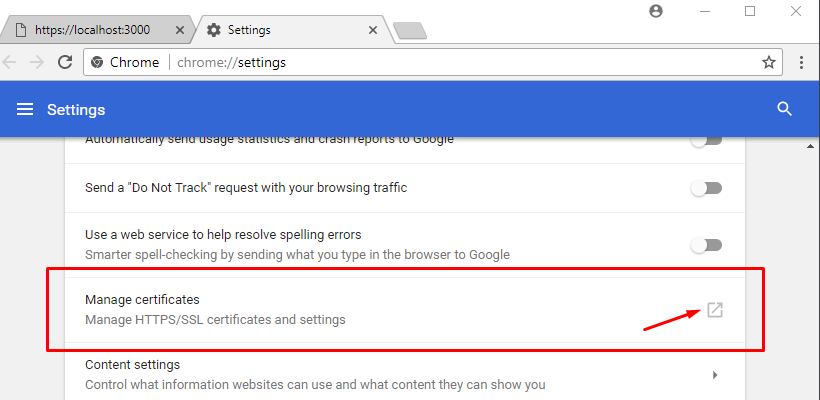 https://localhost:3000
Settings
Chrome
chrome://settings
Settings
Automatically send usage statistics and crash reports to Google
Send a "Do Not Track" request with your browsing traffic
Use a web service to help resolve spelling errors
Smarter spell-checking by sending what you type in the browser to Google
Manage certificates
Manage HTTPS/SSL certificates and settings
Content settings
Control what information websites can use and what content they can show you